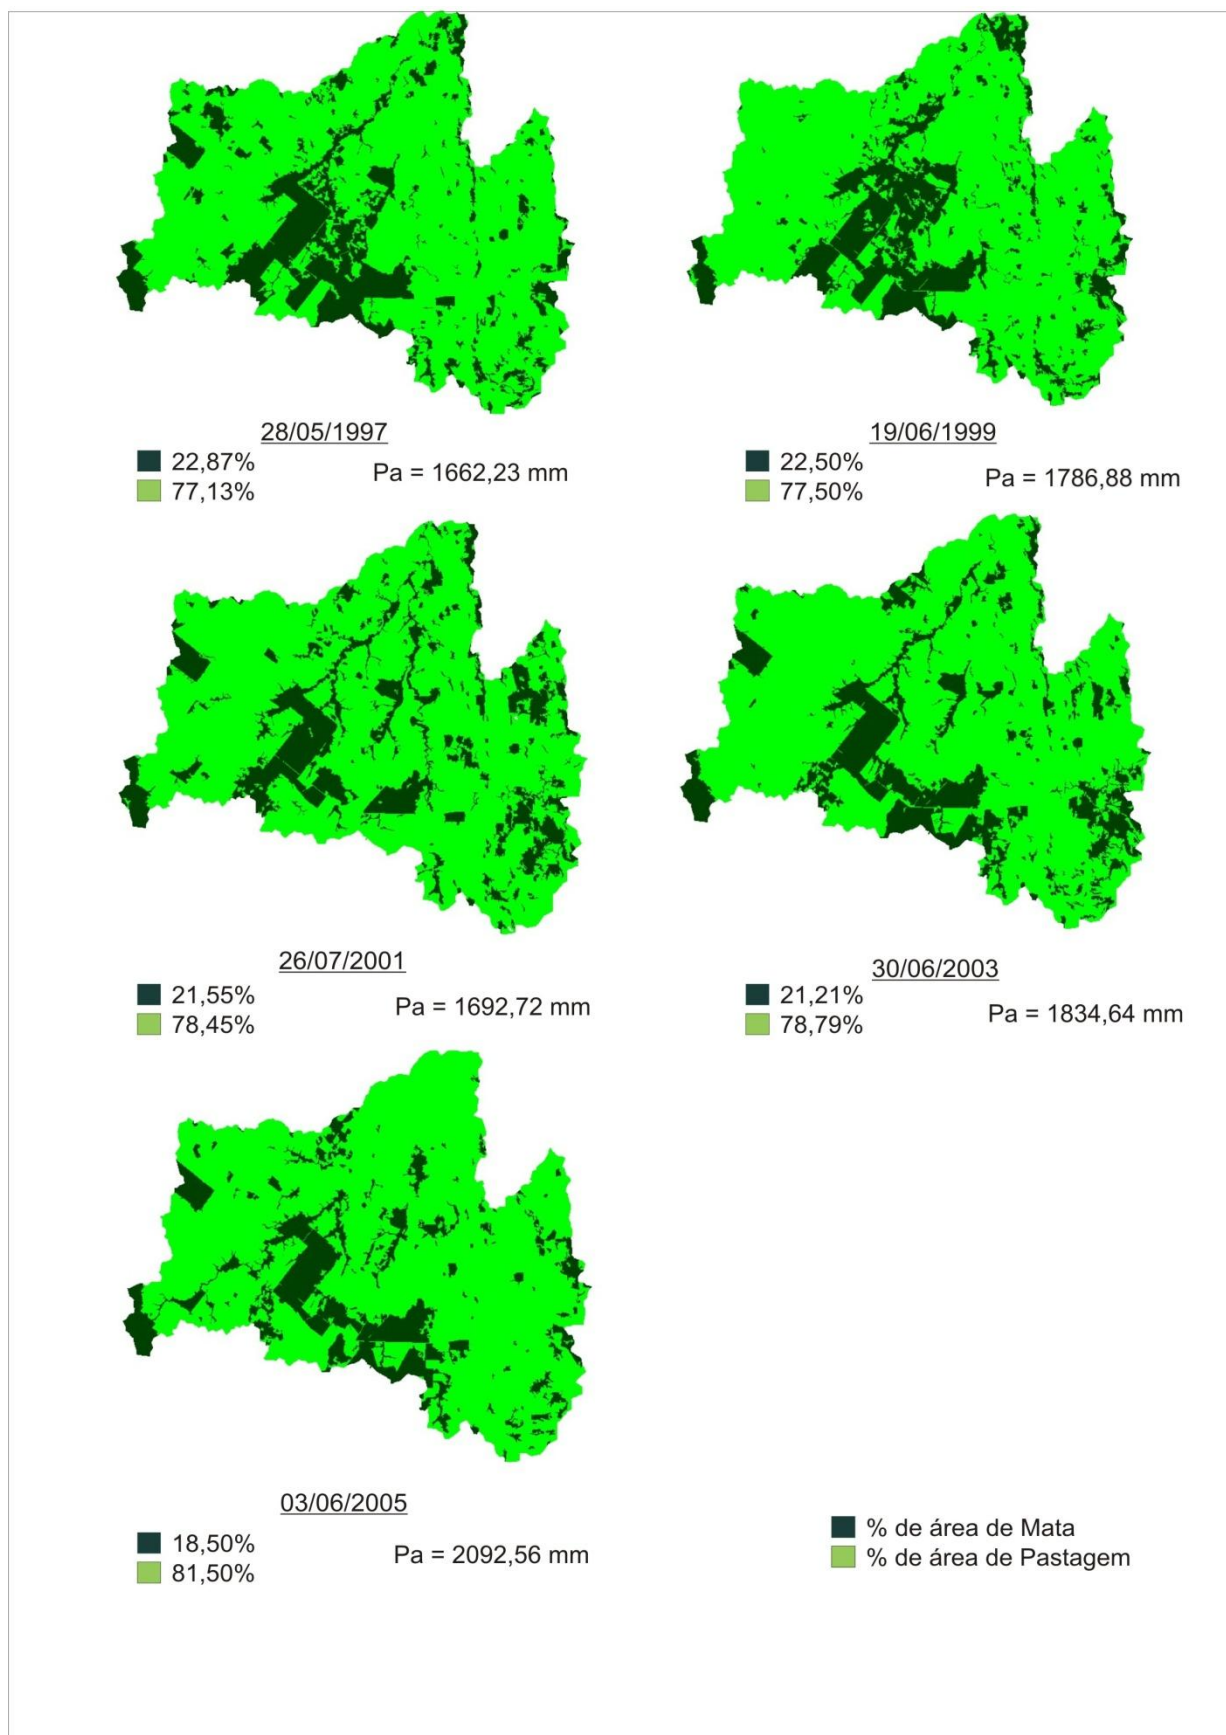 28/05/1997
22,87%
77,13%
Pa = 1662,23 mm
19/06/1999
22,50%
77,50%
Pa = 1786,88 mm
26/07/2001
21,55%
78,45%
Pa = 1692,72 mm
30/06/2003
21,21%
78,79%
Pa = 1834,64 mm
03/06/2005
18,50%
81,50%
Pa = 2092,56 mm
% de área de Mata
% de área de Pastagem